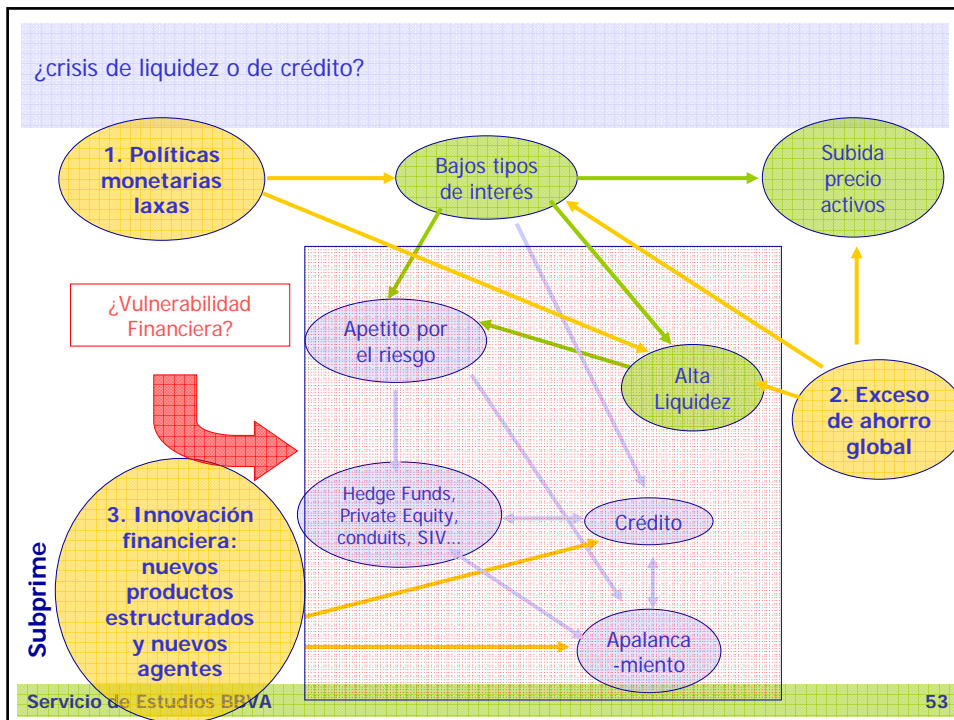 ¿crisis de liquidez o de crédito?
1. Políticas
monetarias
laxas
Bajos tipos
de interés
Subida
precio
activos
¿Vulnerabilidad
Financiera?
Apetito por
el riesgo
Alta
Liquidez
2. Exceso
de ahorro
global
Hedge Funds,
Private Equity,
conduits, SIV...
Crédito
3. Innovación
financiera:
nuevos
productos
estructurados
y nuevos
agentes
Subprime
Apalanca
-miento
Servicio de Estudios BBVA
53